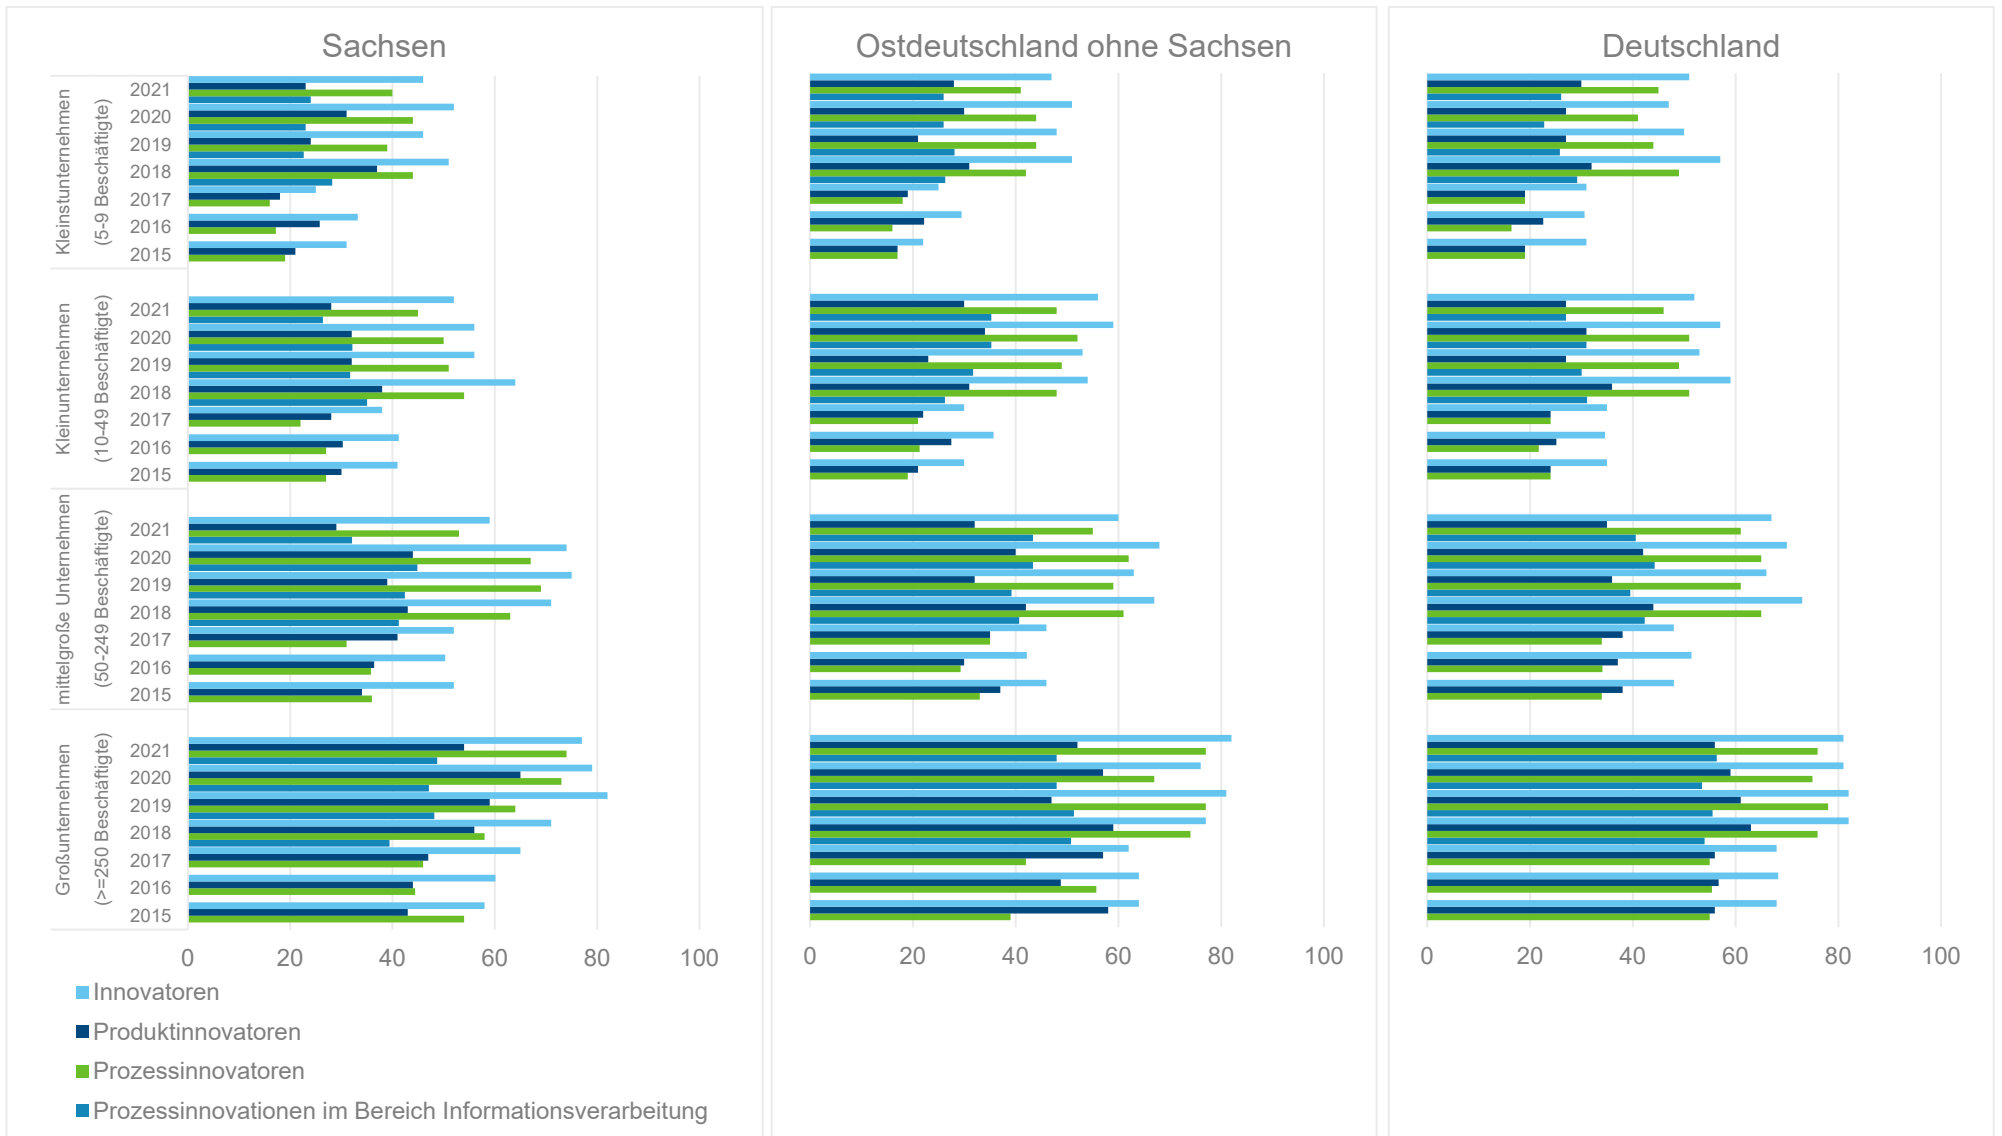 Sachsen
Ostdeutschland ohne Sachsen
Deutschland
Kleinstunternehmen
(5-9 Beschäftigte)
2021
2020
2019
2018
2017
2016
2015
Kleinunternehmen
(10-49 Beschäftigte)
2021
2020
2019
2018
2017
2016
2015
mittelgroße Unternehmen
(50-249 Beschäftigte)
2021
2020
2019
2018
2017
2016
2015
Großunternehmen
(>=250 Beschäftigte)
2021
2020
2019
2018
2017
2016
2015
0 20 40 60 80 100
0 20 40 60 80 100
0 20 40 60 80 100
Innovatoren
Produktinnovatoren
Prozessinnovatoren
Prozessinnovationen im Bereich Informationsverarbeitung